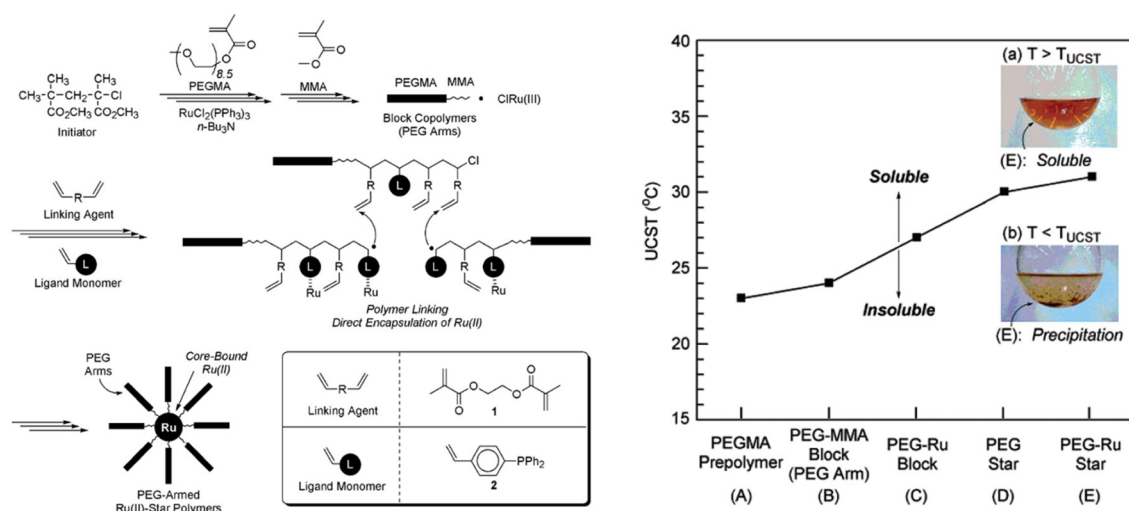 CH₃ CH₃
CH₃-C-CH₂-C-Cl
CO₂CH₃ CO₂CH₃
Initiator
O
O
O
8.5
PEGMA
RuCl₂(PPh₃)₃
n-Bu₃N
O
O
MMA
PEGMA MMA
• ClRu(III)
Block Copolymers
(PEG Arms)
R
Linking Agent
L
Ligand Monomer
Cl
R L R R
R L R L L R L
Ru Ru Ru
Polymer Linking
Direct Encapsulation of Ru(II)
PEG
Arms
Core-Bound
Ru(II)
Ru
PEG-Armed
Ru(II)-Star Polymers
R
Linking Agent
O
O
O
O
1
L
Ligand Monomer
PPh₂
2
UCST (°C)
40
35
30
25
20
15
(a) T > TUCST
(E): Soluble
Soluble
Insoluble
(b) T < TUCST
(E): Precipitation
PEGMA
Prepolymer
(A)
PEG-MMA
Block
(PEG Arm)
(B)
PEG-Ru
Block
(C)
PEG
Star
(D)
PEG-Ru
Star
(E)